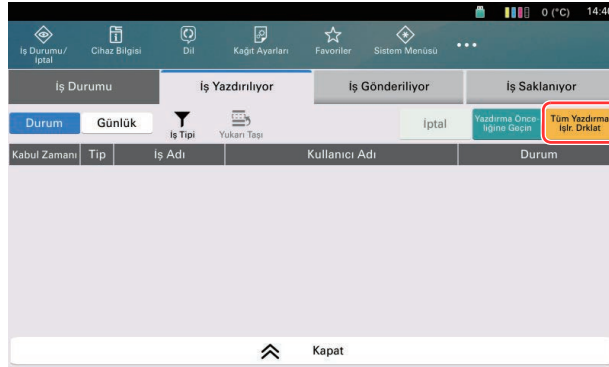 0 (°C) 14:40
İş Durumu/
İptal
Cihaz Bilgisi
Dil
Kağıt Ayarları
Favoriler
Sistem Menüsü
İş Durumu
İş Yazdırılıyor
İş Gönderiliyor
İş Saklanıyor
Durum
Günlük
İş Tipi
Yukarı Taşı
İptal
Yazdırma Önce-
liğine Geçin
Tüm Yazdırma
İşlr. Drklat
Kabul Zamanı Tip İş Adı Kullanıcı Adı Durum
Kapat